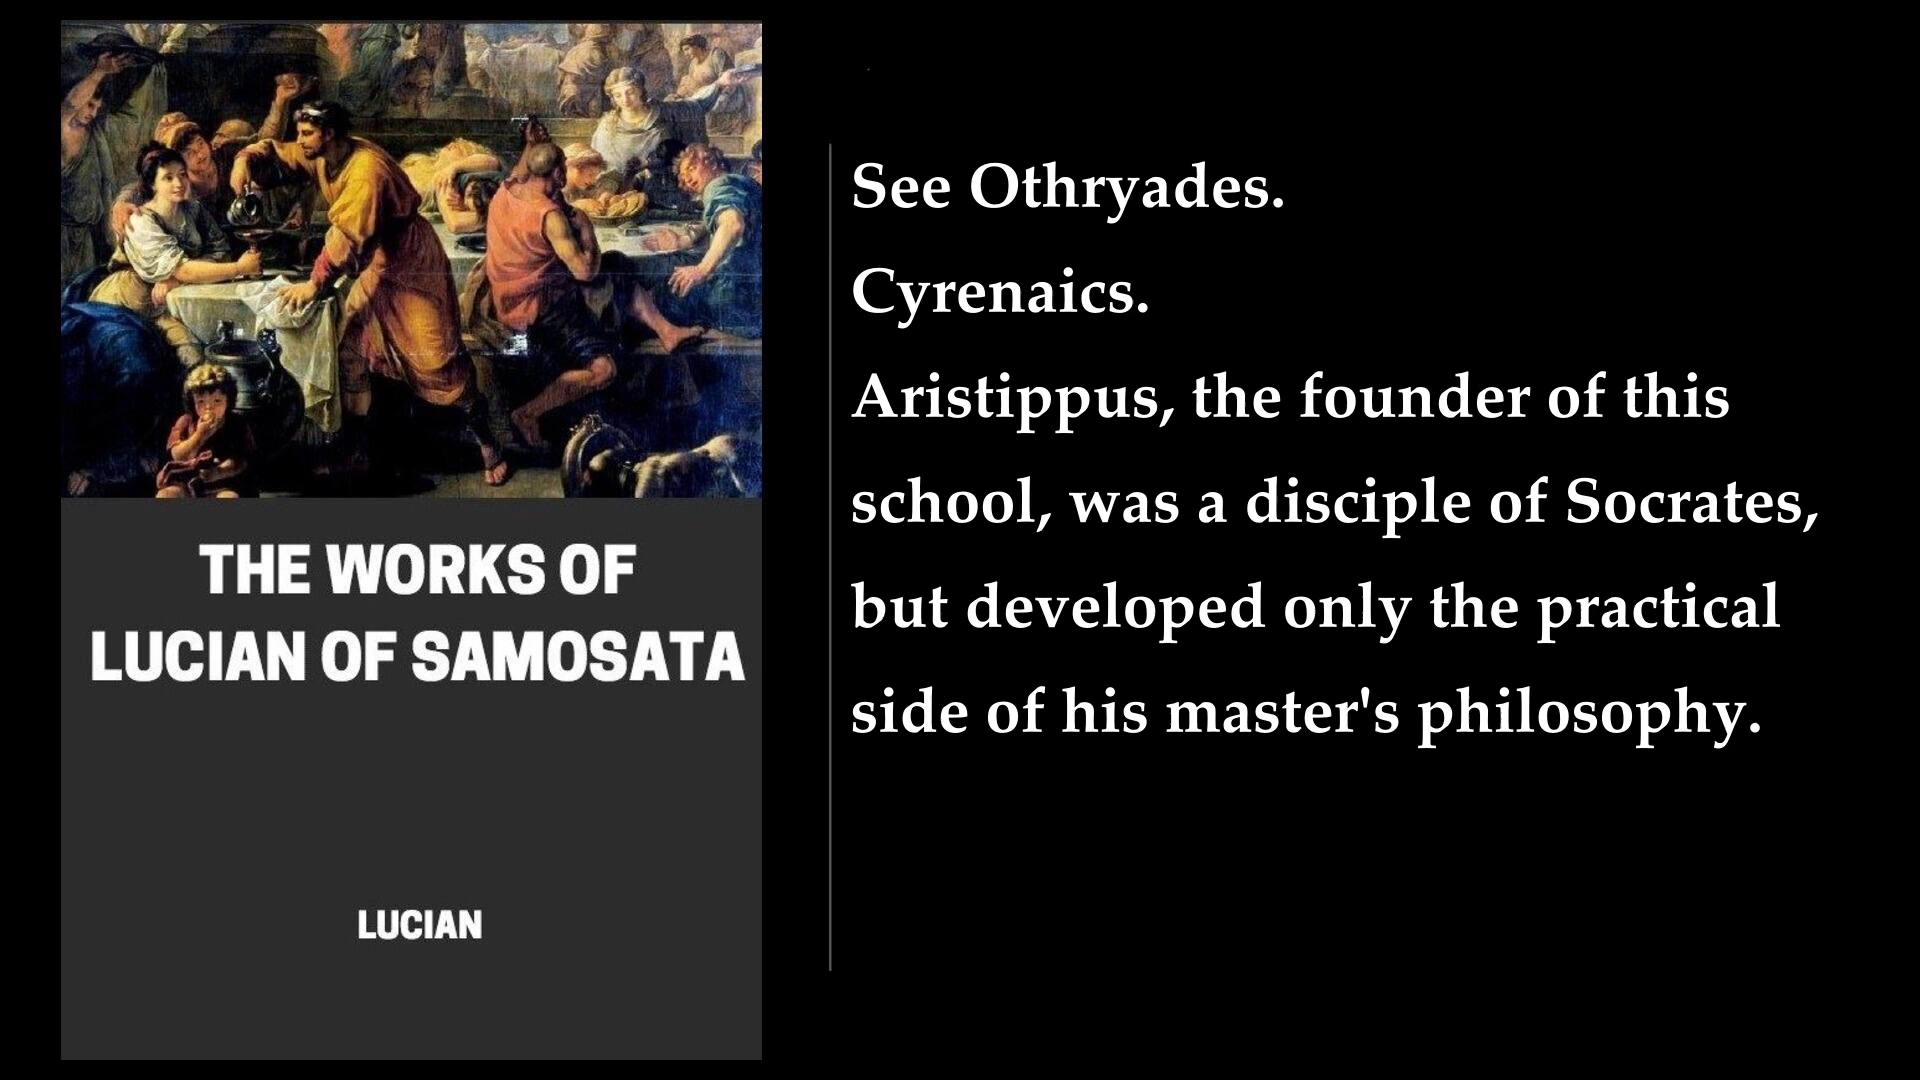 THE WORKS OF
LUCIAN OF SAMOSATA
LUCIAN
See Othryades.
Cyrenaics.
Aristippus, the founder of this
school, was a disciple of Socrates,
but developed only the practical
side of his master's philosophy.